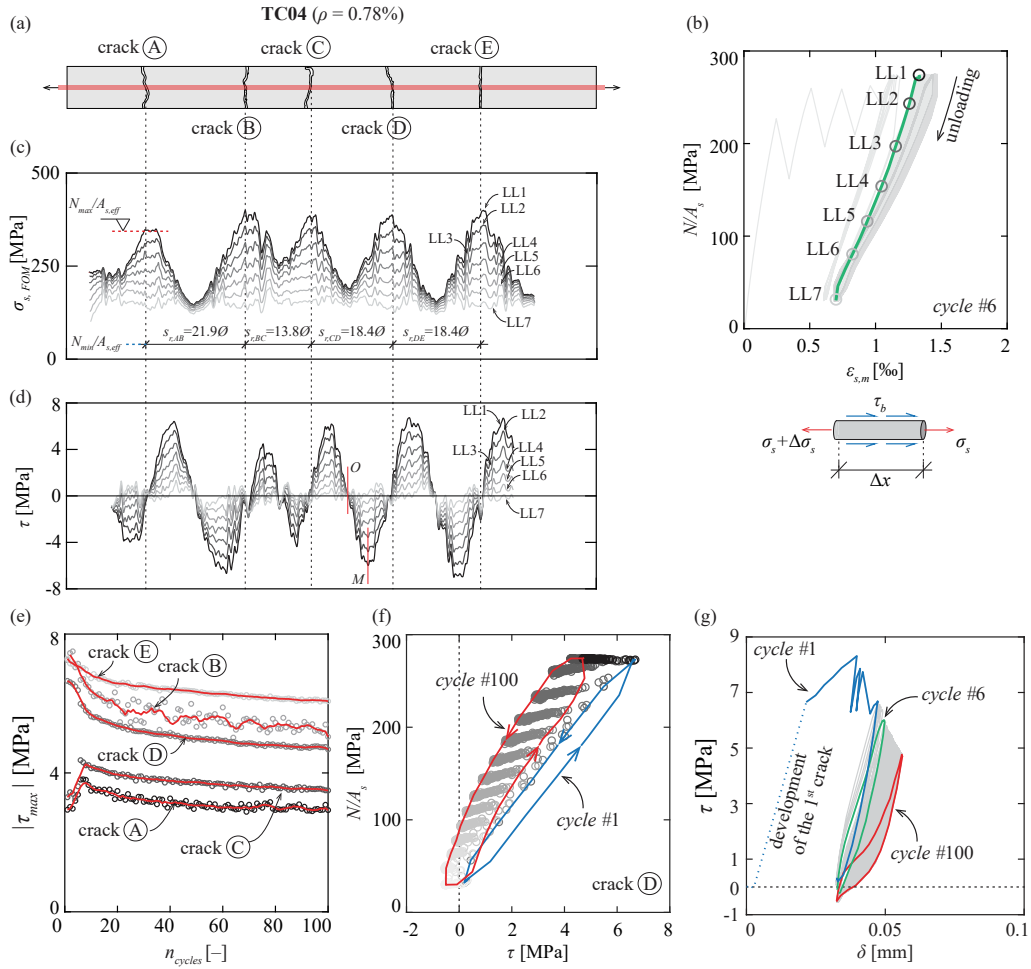 TC04 (ρ = 0.78%)
(a)
crack A
crack C
crack E
crack B
crack D
(b)
300
200
100
0
N/A_s [MPa]
LL1
LL2
LL3
LL4
LL5
LL6
LL7
unloading
cycle #6
0
0.5
1
1.5
2
ε_s,m [‰]
τ_b
σ_s + Δσ_s
σ_s
Δx
(c)
500
250
0
σ_s, FOM [MPa]
N_max/A_s,eff
N_min/A_s,eff
LL1
LL2
LL3
LL4
LL5
LL6
LL7
s_r,AB=21.9Ø
s_r,BC=13.8Ø
s_r,CD=18.4Ø
s_r,DE=18.4Ø
(d)
8
4
0
-4
-8
τ [MPa]
O
M
LL1
LL2
LL3
LL4
LL5
LL6
LL7
(e)
8
4
0
|τ_max| [MPa]
crack E
crack B
crack D
crack A
crack C
0
20
40
60
80
100
n_cycles [–]
(f)
300
200
100
0
N/A_s [MPa]
cycle #100
cycle #1
crack D
-2
0
2
4
6
8
τ [MPa]
(g)
9
7
5
3
1
0
-1
τ [MPa]
cycle #1
cycle #6
cycle #100
development
of the 1st crack
0
0.05
0.1
δ [mm]